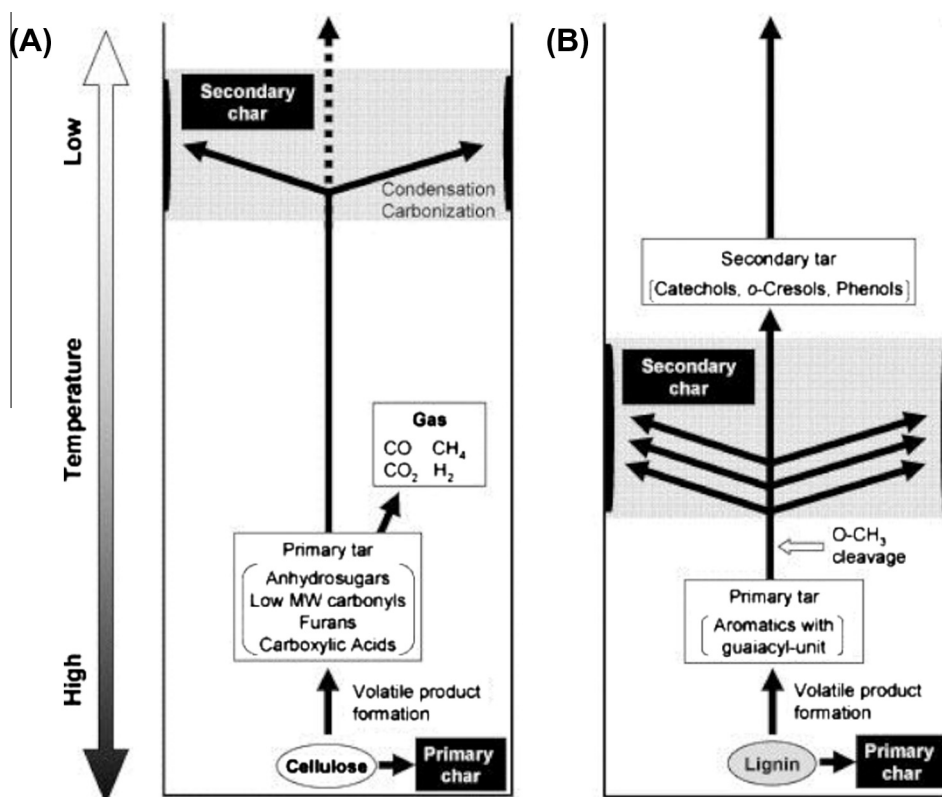 (A)
Low
Temperature
High
Secondary
char
Condensation
Carbonization
Gas
CO CH4
CO2 H2
Primary tar
Anhydrosugars
Low MW carbonyls
Furans
Carboxylic Acids
Volatile product
formation
Cellulose
Primary
char
(B)
Secondary tar
[Catechols, o-Cresols, Phenols]
Secondary
char
O-CH3
cleavage
Primary tar
Aromatics with
guaiacyl-unit
Volatile product
formation
Lignin
Primary
char